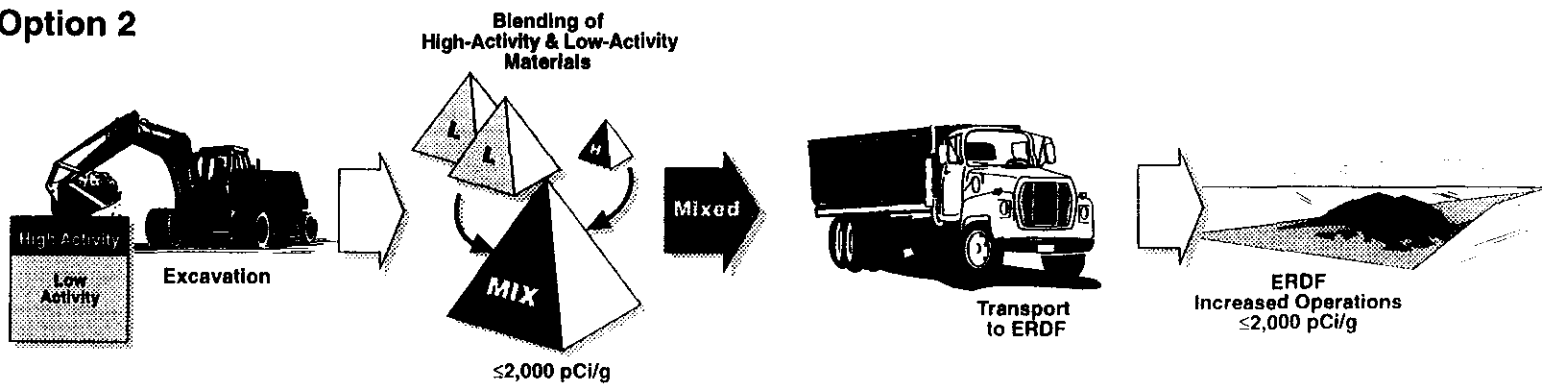 Option 2
Blending of
High-Activity & Low-Activity
Materials
L
L
H
High Activity
Low
Activity
Excavation
MIX
≤2,000 pCi/g
Mixed
Transport
to ERDF
ERDF
Increased Operations
≤2,000 pCi/g